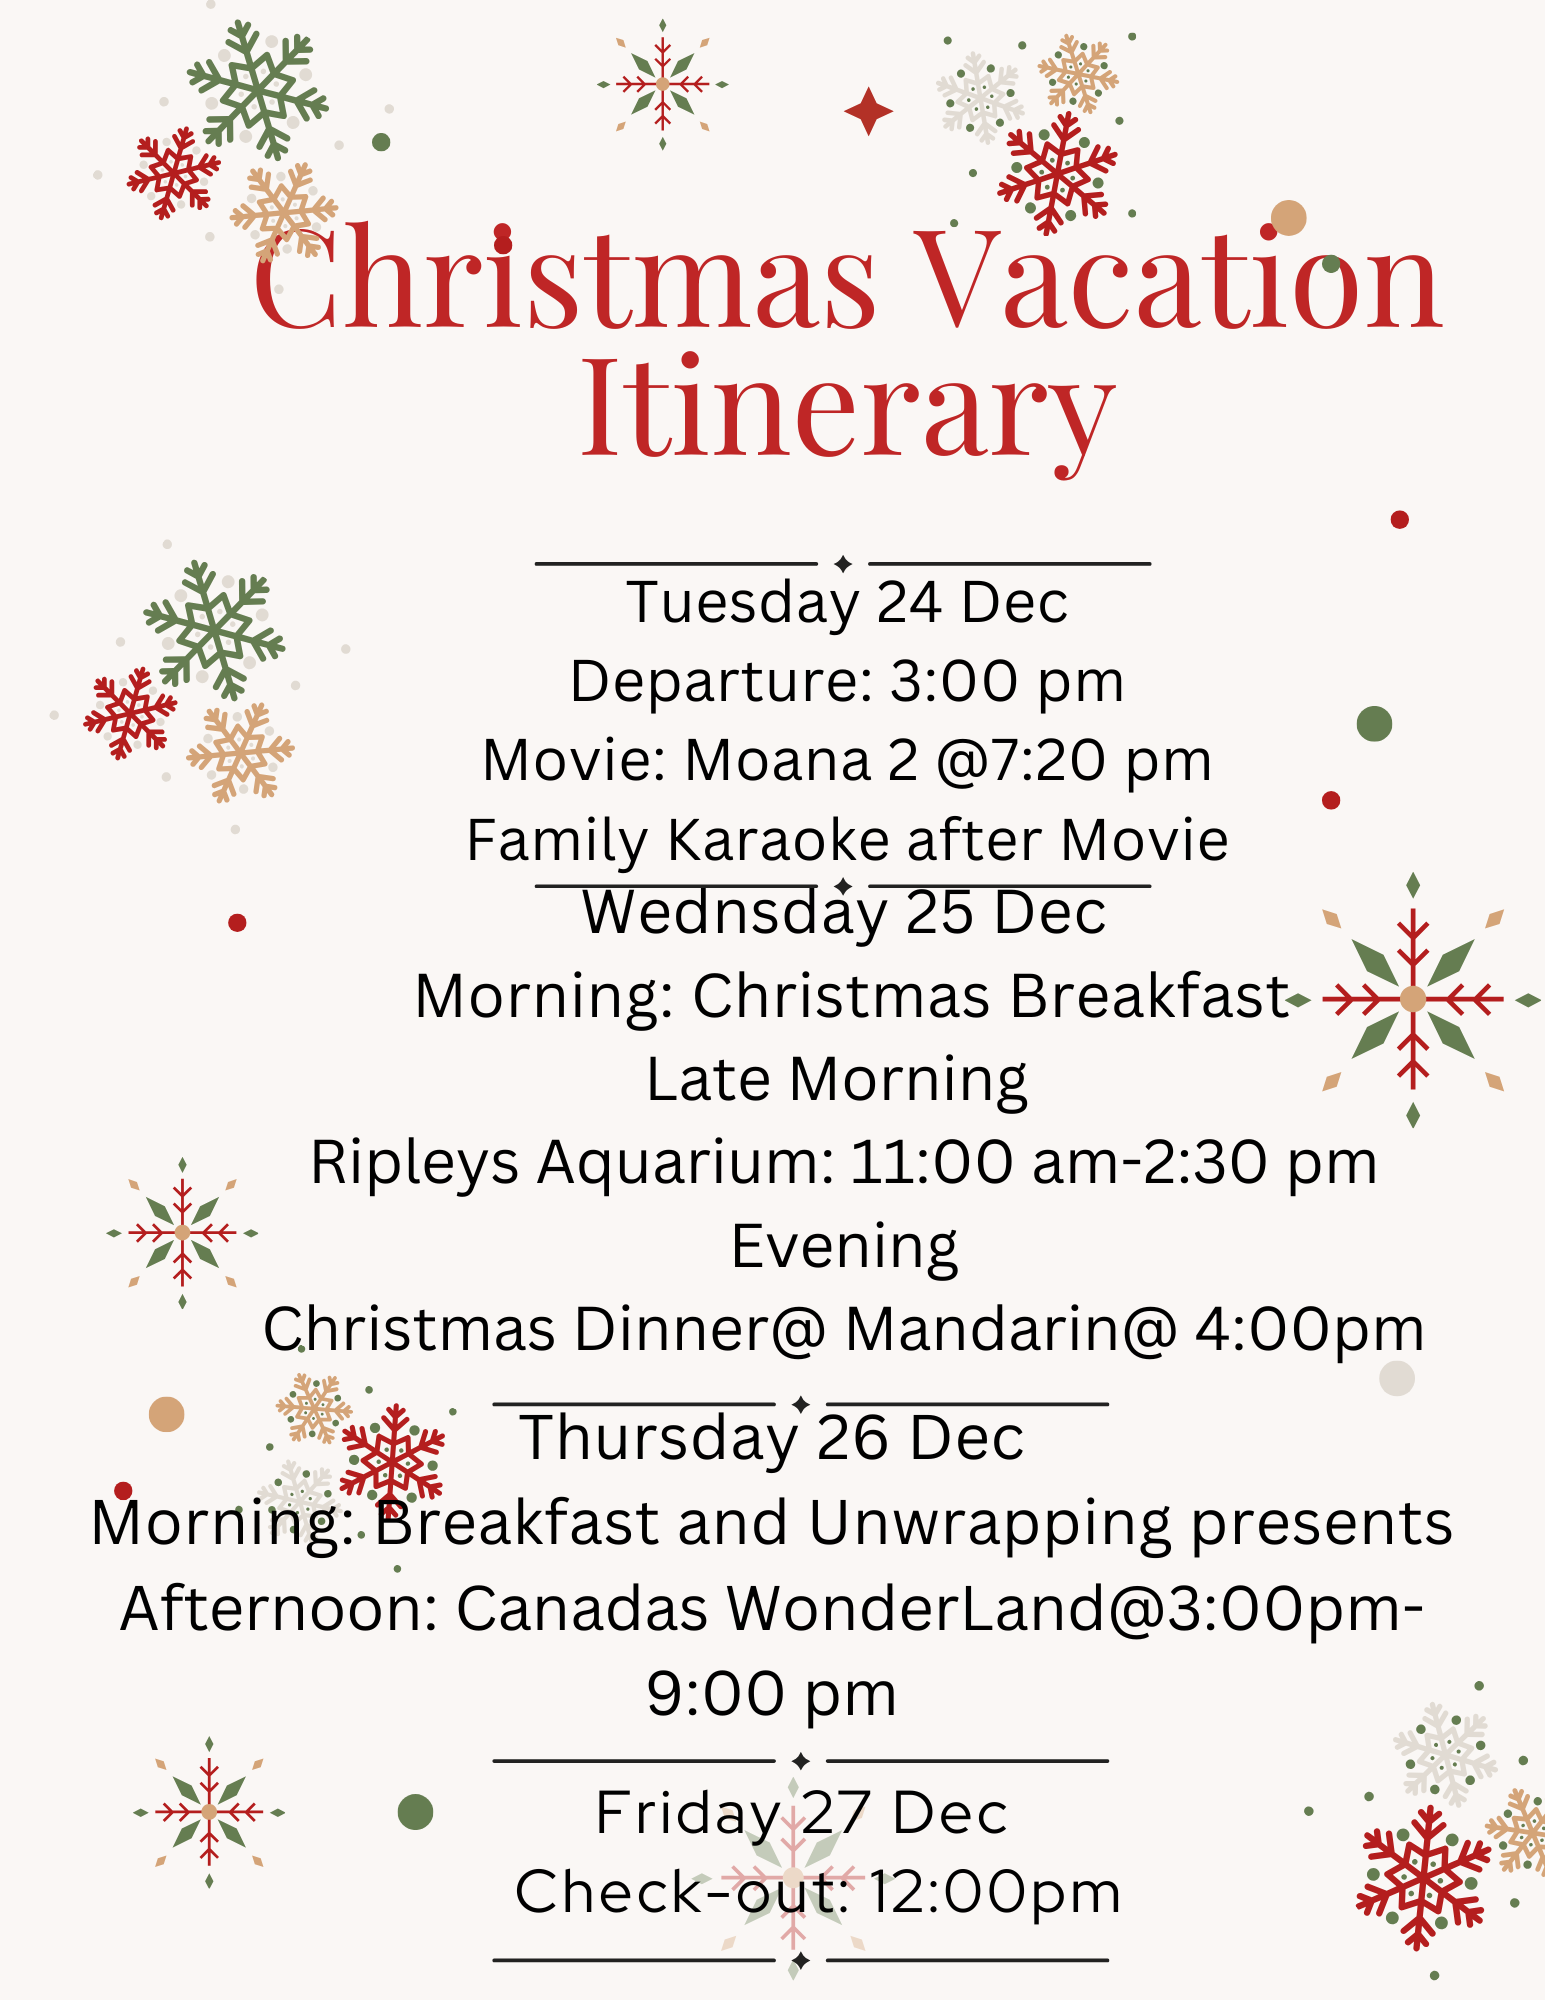 Christmas Vacation
Itinerary
Tuesday 24 Dec
Departure: 3:00 pm
Movie: Moana 2 @7:20 pm
Family Karaoke after Movie
Wednsday 25 Dec
Morning: Christmas Breakfast
Late Morning
Ripleys Aquarium: 11:00 am-2:30 pm
Evening
Christmas Dinner@ Mandarin@ 4:00pm
Thursday 26 Dec
Morning: Breakfast and Unwrapping presents
Afternoon: Canadas WonderLand@3:00pm-
9:00 pm
Friday 27 Dec
Check-out: 12:00pm